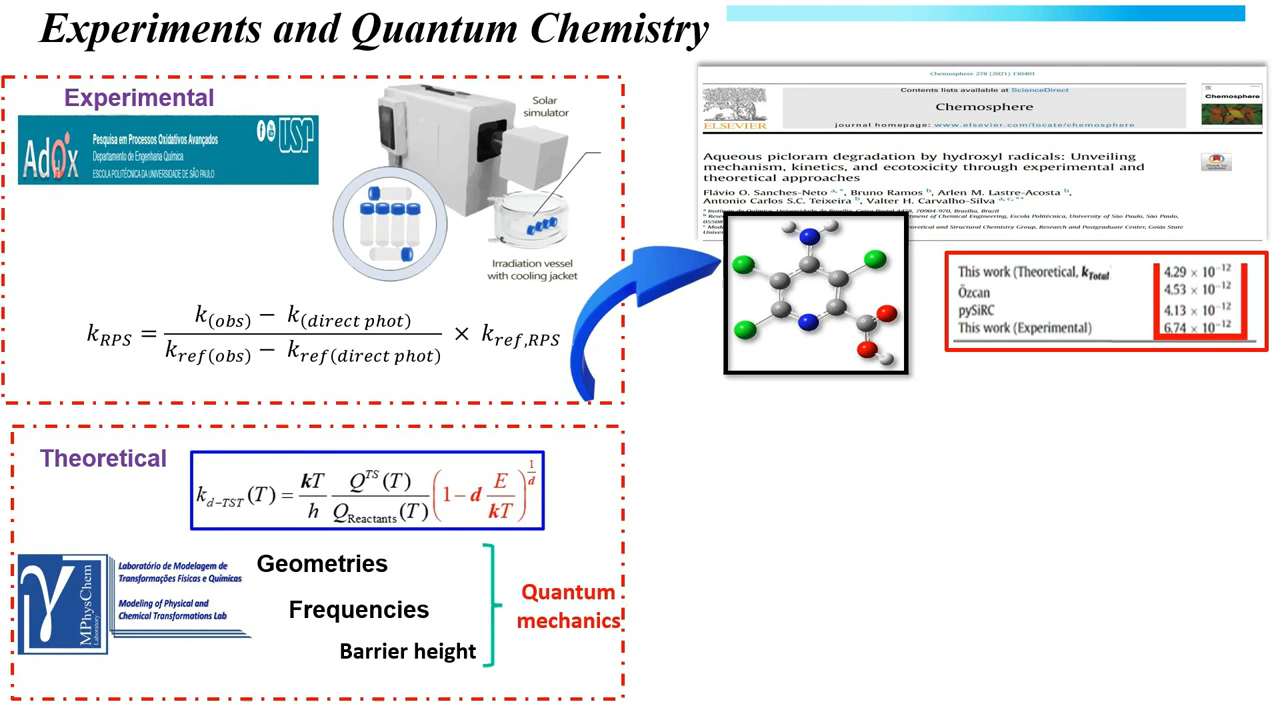 Experiments and Quantum Chemistry
Experimental
AdOx
Pesquisa em Processos Oxidativos Avançados
Departamento de Engenharia Química
ESCOLA POLITÉCNICA DA UNIVERSIDADE DE SÃO PAULO
USP
Solar
simulator
Irradiation vessel
with cooling jacket
k_RPS = (k_(obs) − k_(direct phot)) / (k_ref(obs) − k_ref(direct phot)) × k_ref,RPS
Theoretical
k_d−TST (T) = (kT / h) (Q^TS (T) / Q_Reactants (T)) (1 − d E / kT)^(1/d)
MPhysChem
Laboratory
Laboratório de Modelagem de
Transformações Físicas e Químicas
Modeling of Physical and
Chemical Transformations Lab
Geometries
Frequencies
Barrier height
Quantum
mechanics
Chemosphere 278 (2021) 130401
Contents lists available at ScienceDirect
Chemosphere
journal homepage: www.elsevier.com/locate/chemosphere
ELSEVIER
Chemosphere
Aqueous picloram degradation by hydroxyl radicals: Unveiling
mechanism, kinetics, and ecotoxicity through experimental and
theoretical approaches
Flávio O. Sanches-Neto a, *, Bruno Ramos b, Arlen M. Lastre-Acosta b,
Antonio Carlos S.C. Teixeira b, Valter H. Carvalho-Silva a, c, **
This work (Theoretical, kTotal 4.29 × 10−12
Özcan 4.53 × 10−12
pySiRC 4.13 × 10−12
This work (Experimental) 6.74 × 10−12